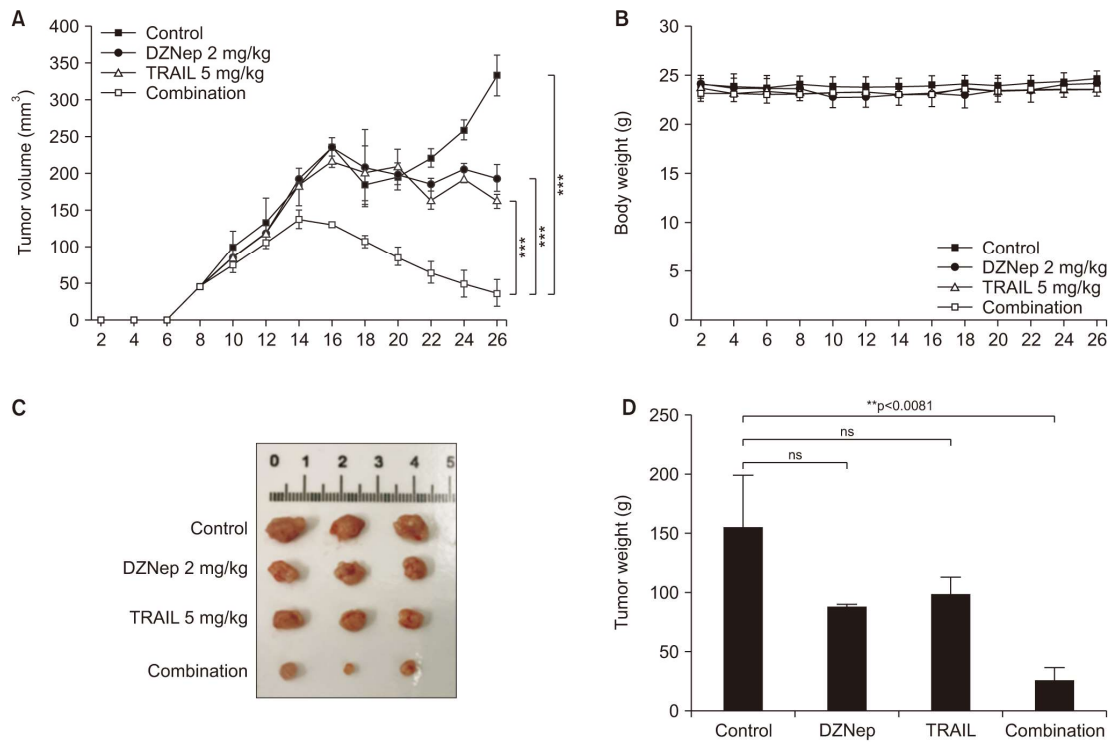 A
400
350
300
250
200
150
100
50
0
Tumor volume (mm3)
Control
DZNep 2 mg/kg
TRAIL 5 mg/kg
Combination
***
***
***
2 4 6 8 10 12 14 16 18 20 22 24 26
B
30
25
20
15
10
5
0
Body weight (g)
Control
DZNep 2 mg/kg
TRAIL 5 mg/kg
Combination
2 4 6 8 10 12 14 16 18 20 22 24 26
C
0 1 2 3 4 5
Control
DZNep 2 mg/kg
TRAIL 5 mg/kg
Combination
D
250
200
150
100
50
0
Tumor weight (g)
**p<0.0081
ns
ns
Control DZNep TRAIL Combination